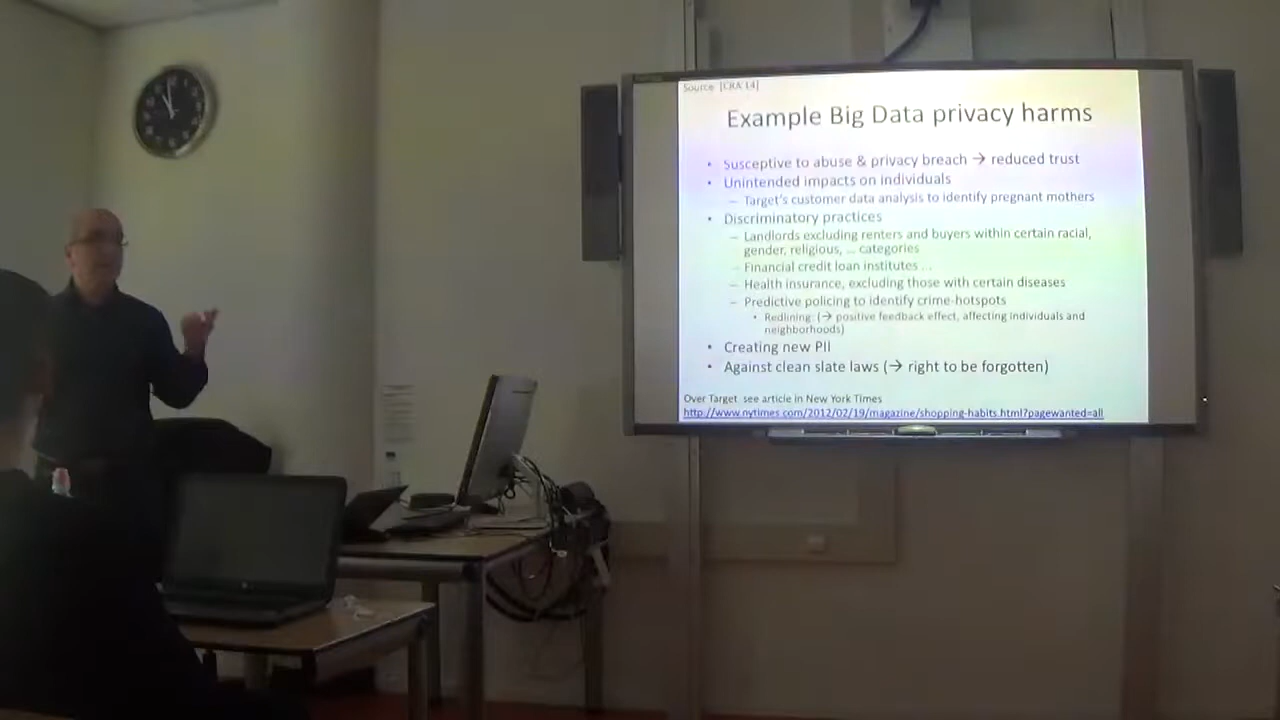 Source [CRA 14]
Example Big Data privacy harms
• Susceptive to abuse & privacy breach → reduced trust
• Unintended impacts on individuals
– Target's customer data analysis to identify pregnant mothers
• Discriminatory practices
– Landlords excluding renters and buyers within certain racial,
gender, religious, ... categories
– Financial credit loan institutes ...
– Health insurance, excluding those with certain diseases
– Predictive policing to identify crime-hotspots
• Redlining: (→ positive feedback effect, affecting individuals and
neighborhoods)
• Creating new PII
• Against clean slate laws (→ right to be forgotten)
Over Target see article in New York Times
http://www.nytimes.com/2012/02/19/magazine/shopping-habits.html?pagewanted=all